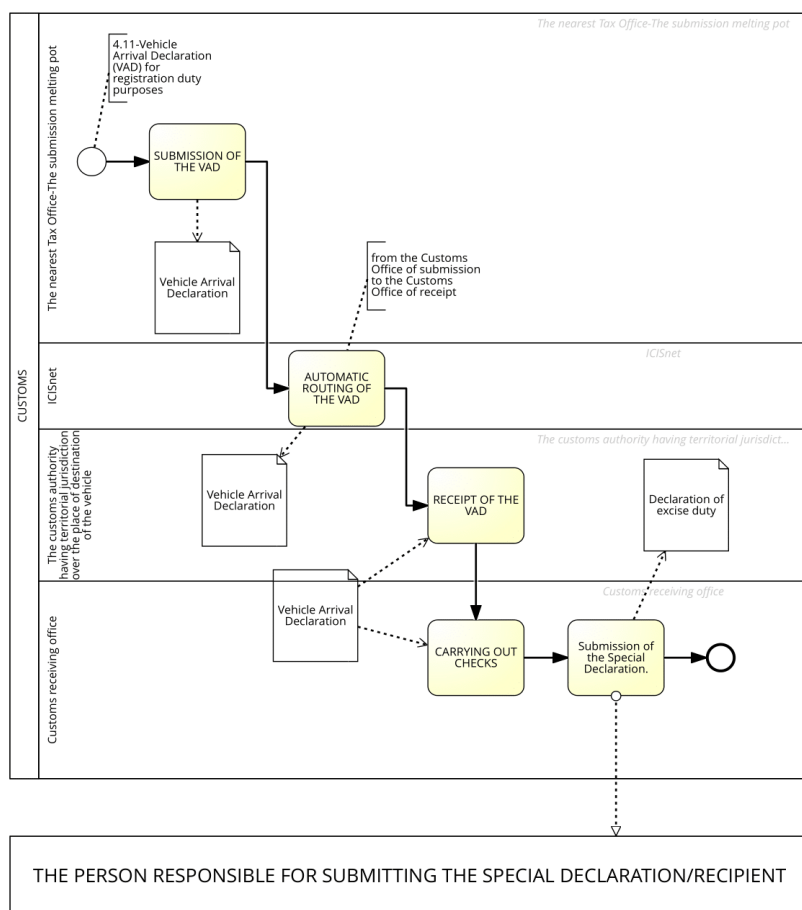 The nearest Tax Office-The submission melting pot
4.11-Vehicle
Arrival Declaration
(VAD) for
registration duty
purposes
The nearest Tax Office-The submission melting pot
SUBMISSION OF
THE VAD
Vehicle Arrival
Declaration
from the Customs
Office of submission
to the Customs
Office of receipt
CUSTOMS
ICISnet
ICISnet
AUTOMATIC
ROUTING OF
THE VAD
The customs authority
having territorial jurisdiction
over the place of destination
of the vehicle
The customs authority having territorial jurisdict...
Vehicle Arrival
Declaration
RECEIPT OF THE
VAD
Declaration of
excise duty
Customs receiving office
Customs receiving office
Vehicle Arrival
Declaration
CARRYING OUT
CHECKS
Submission of
the Special
Declaration.
THE PERSON RESPONSIBLE FOR SUBMITTING THE SPECIAL DECLARATION/RECIPIENT